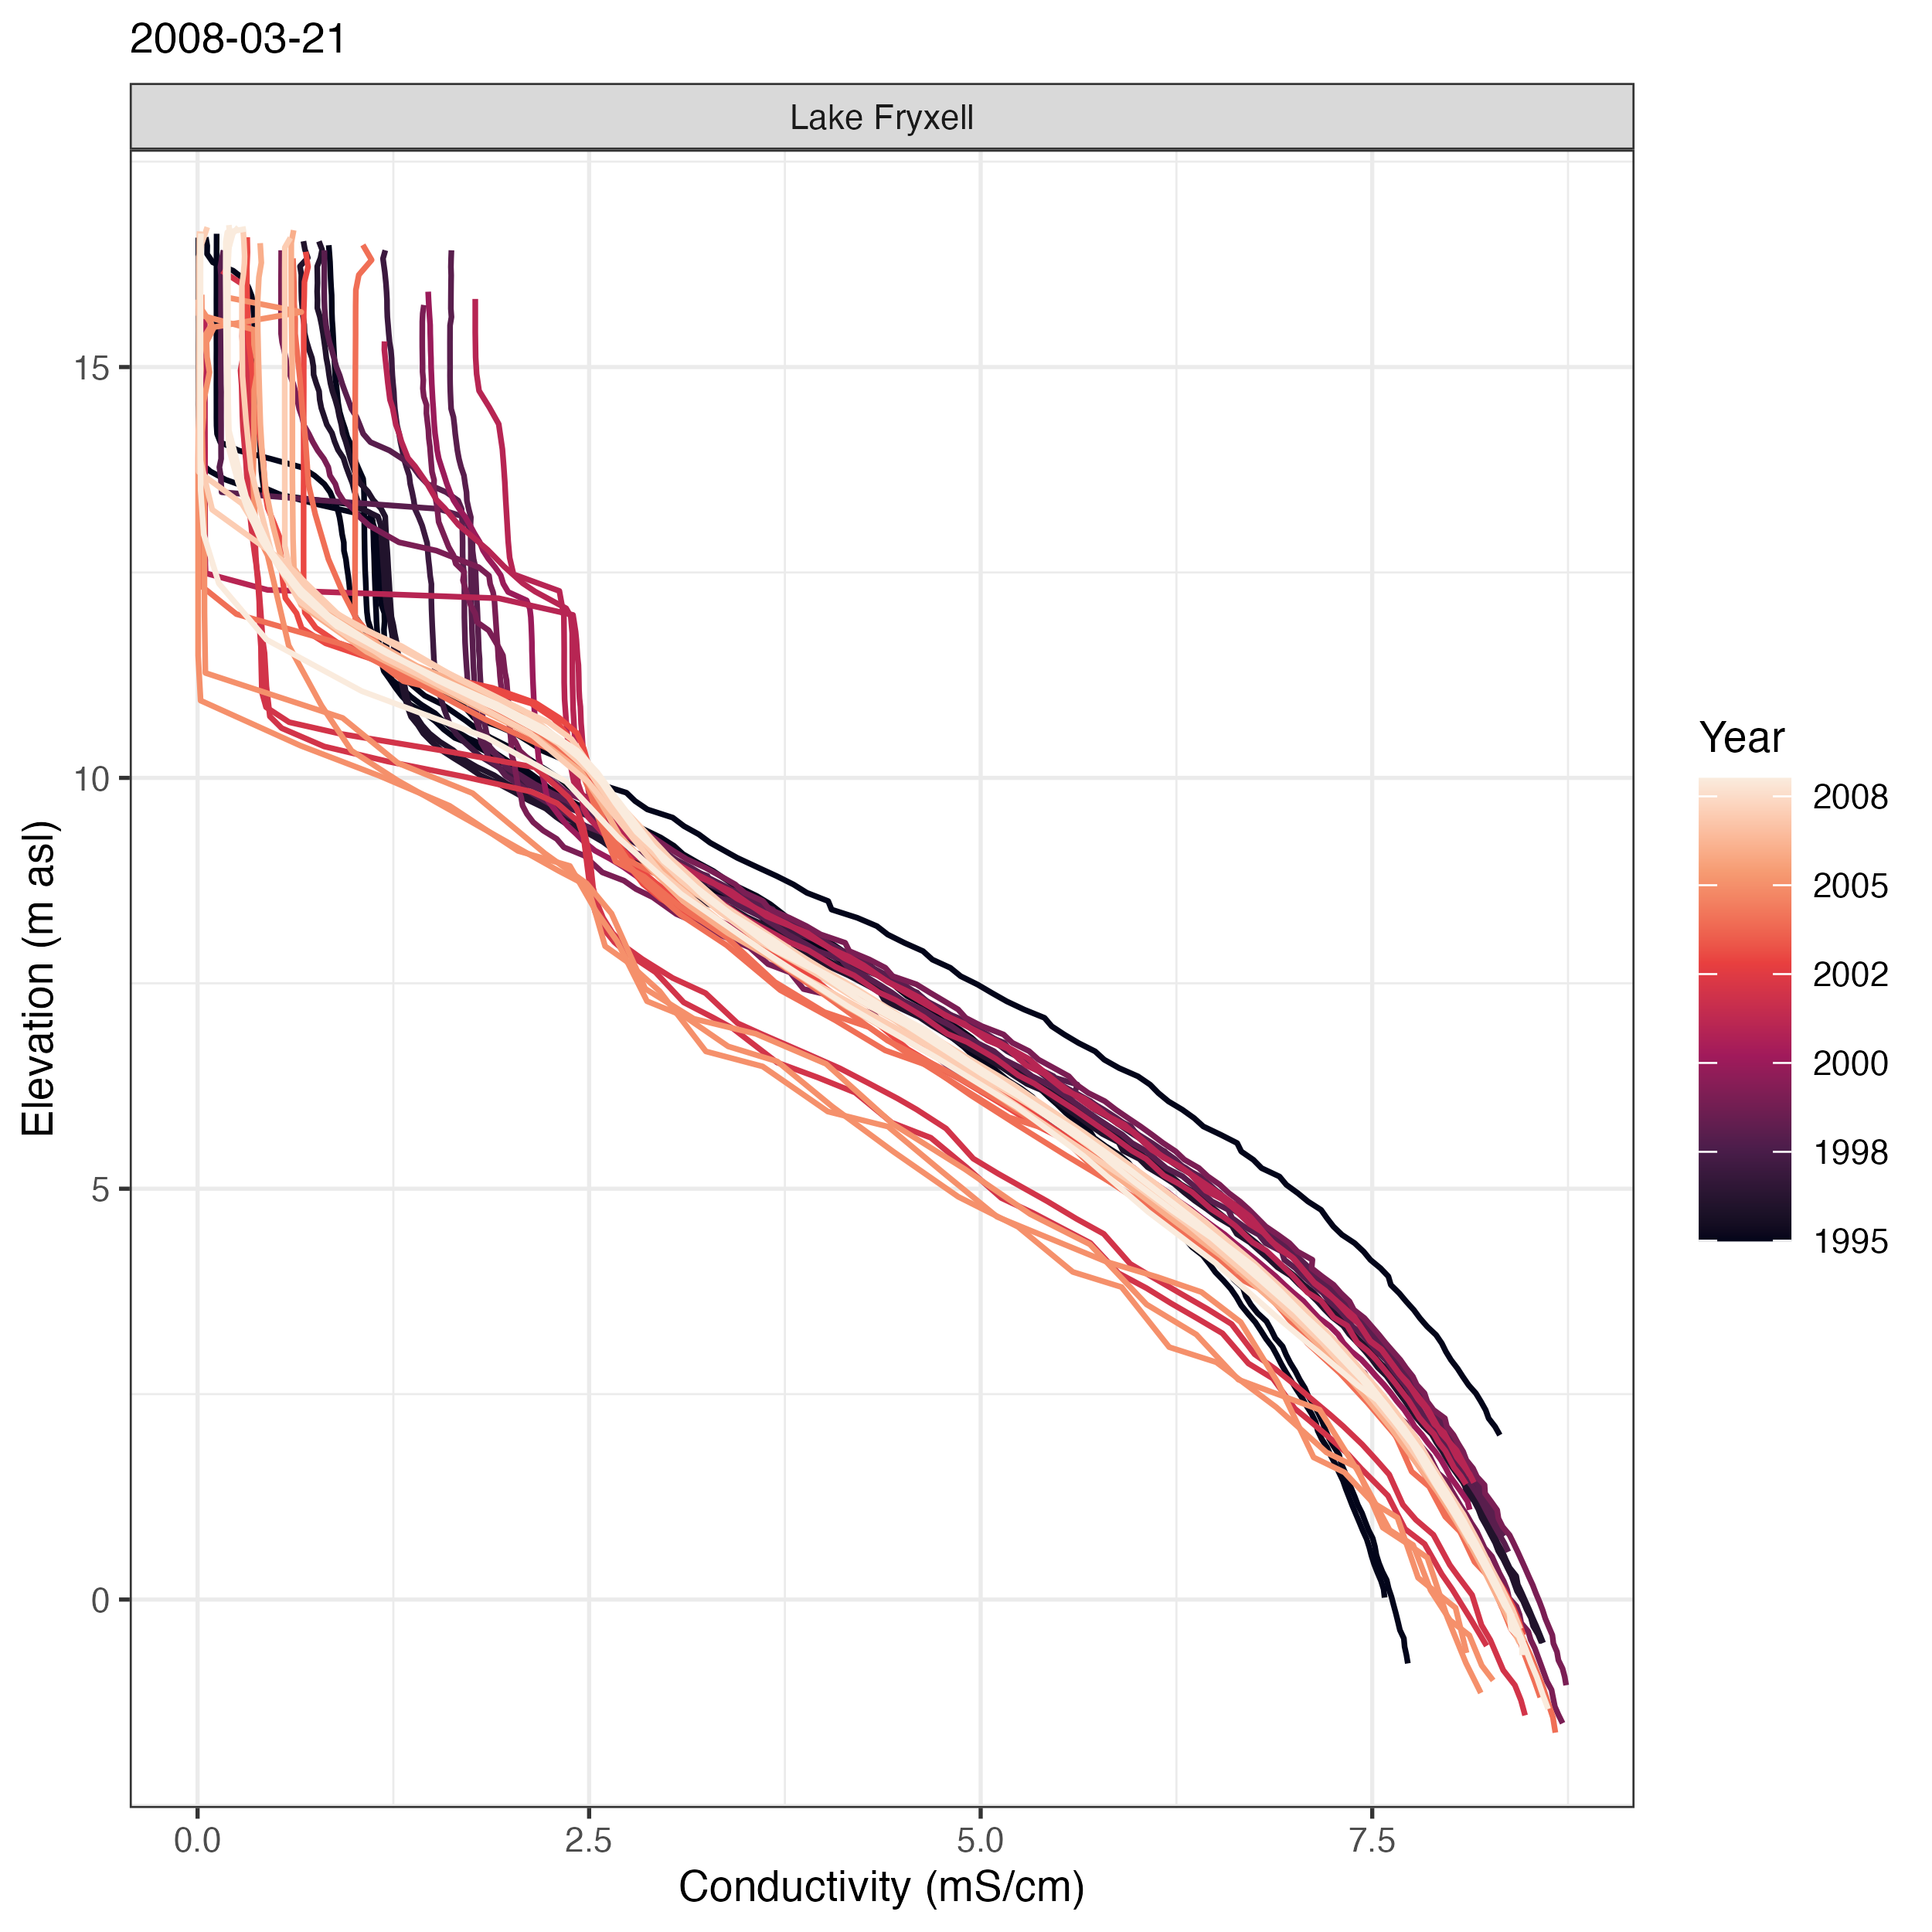 2008-03-21
Lake Fryxell
15
10
5
0
Elevation (m asl)
0.0 2.5 5.0 7.5
Conductivity (mS/cm)
Year
2008
2005
2002
2000
1998
1995